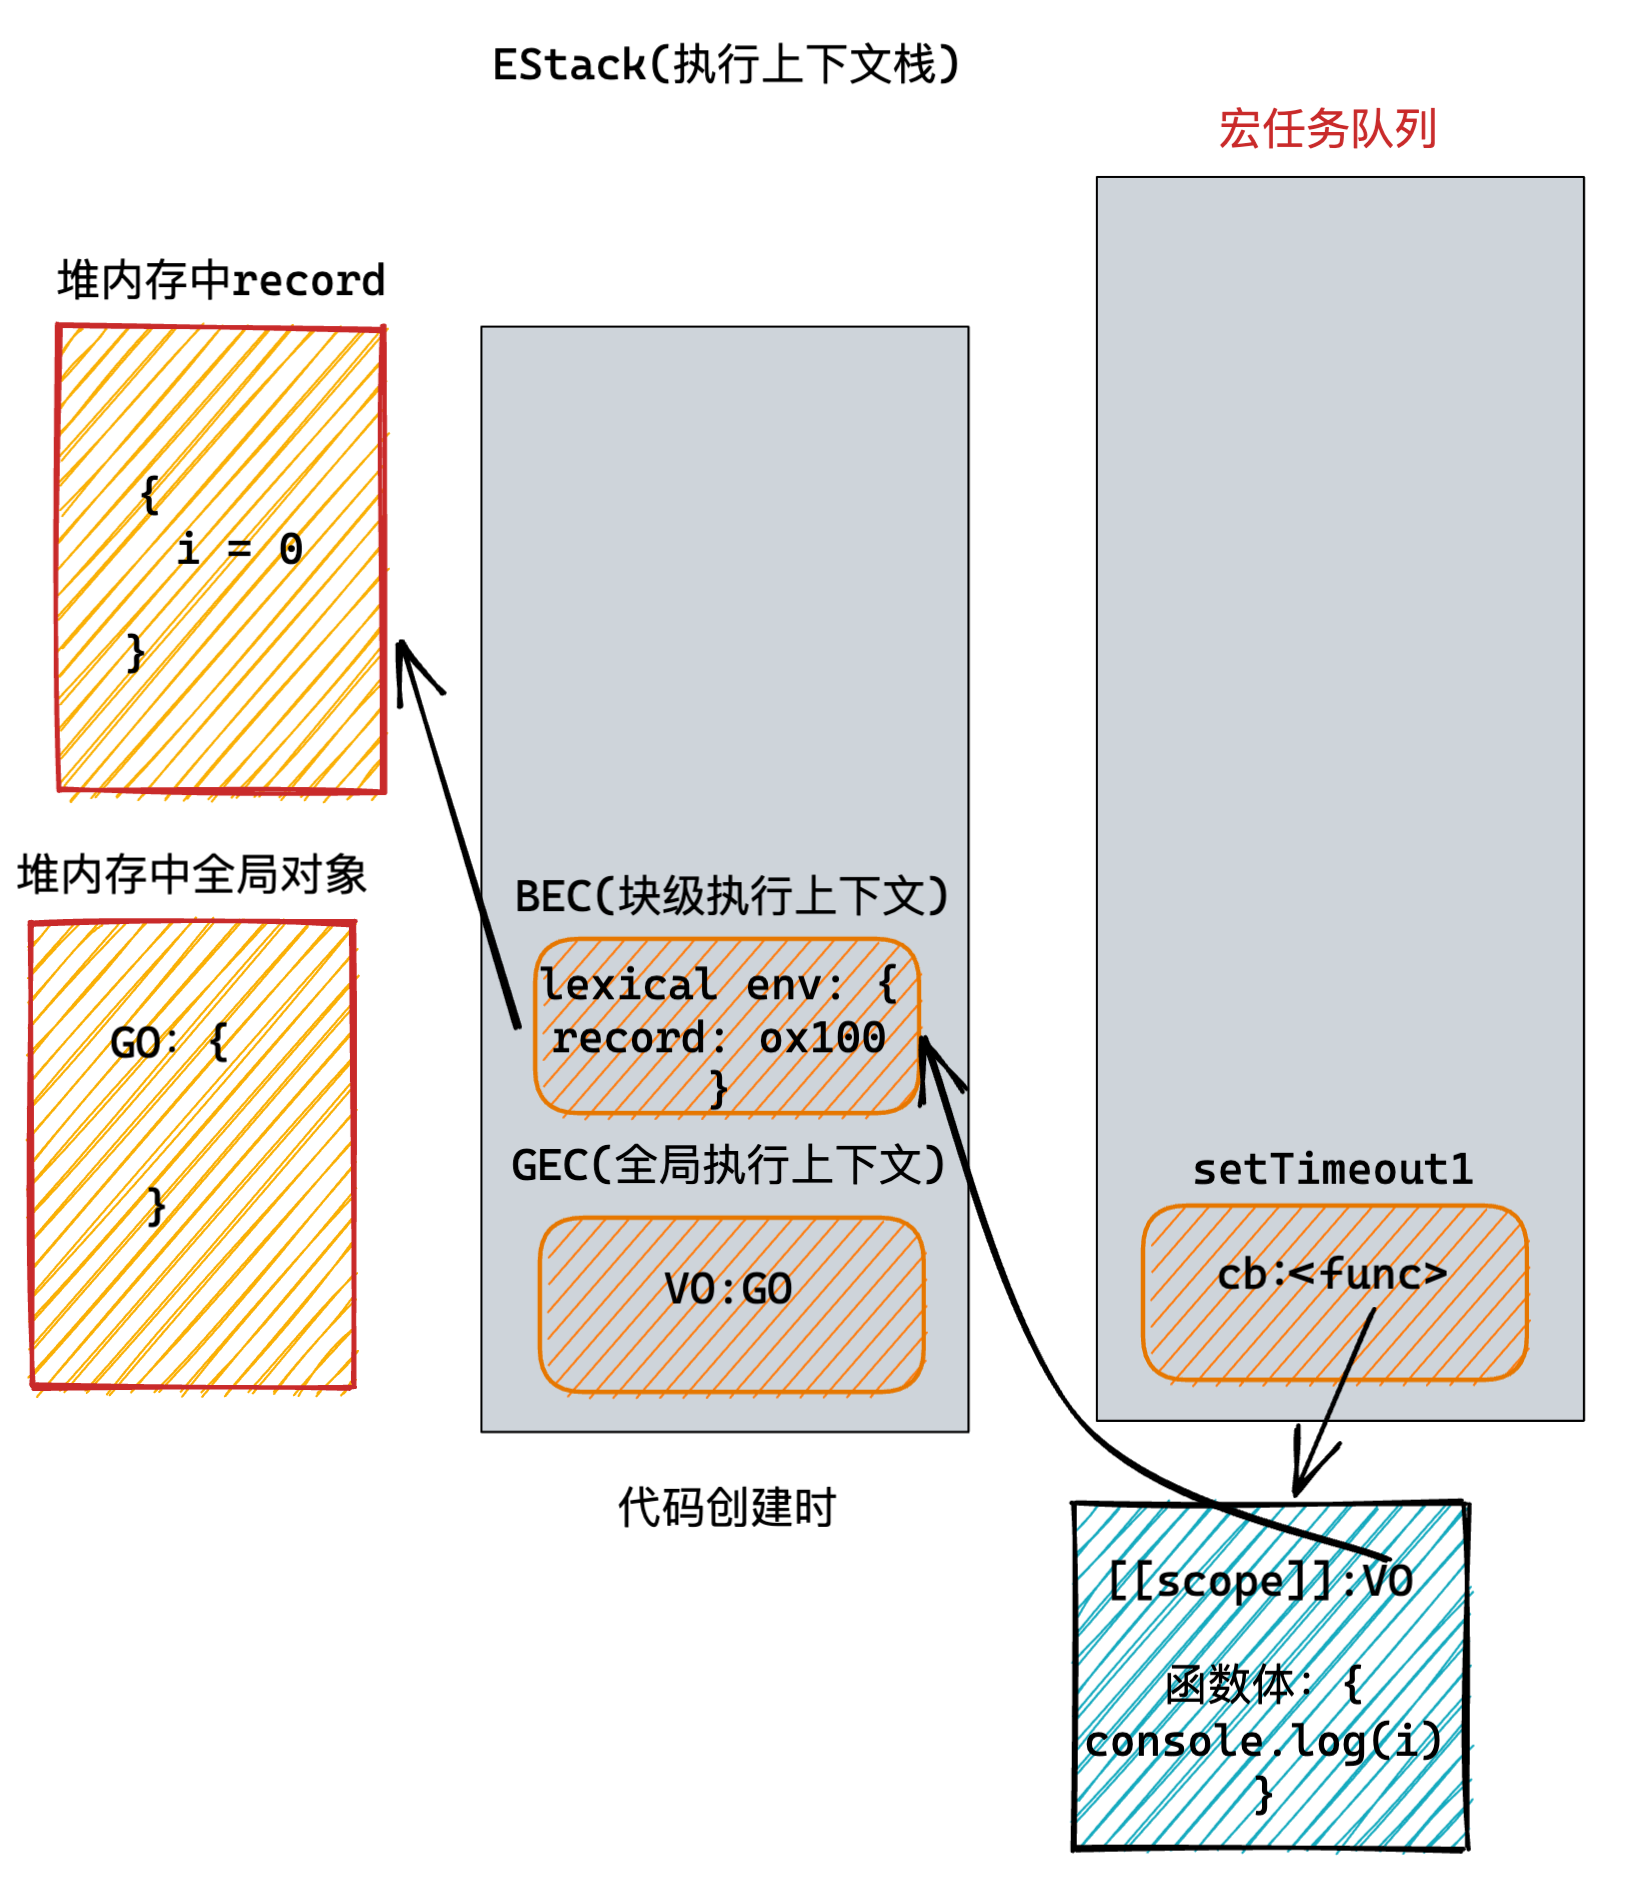 EStack(执行上下文栈)
宏任务队列
堆内存中record
{
i = 0
}
堆内存中全局对象
GO: {
}
BEC(块级执行上下文)
lexical env: {
record: ox100
}
GEC(全局执行上下文)
VO:GO
代码创建时
setTimeout1
cb:<func>
[[scope]]:VO
函数体: {
console.log(i)
}